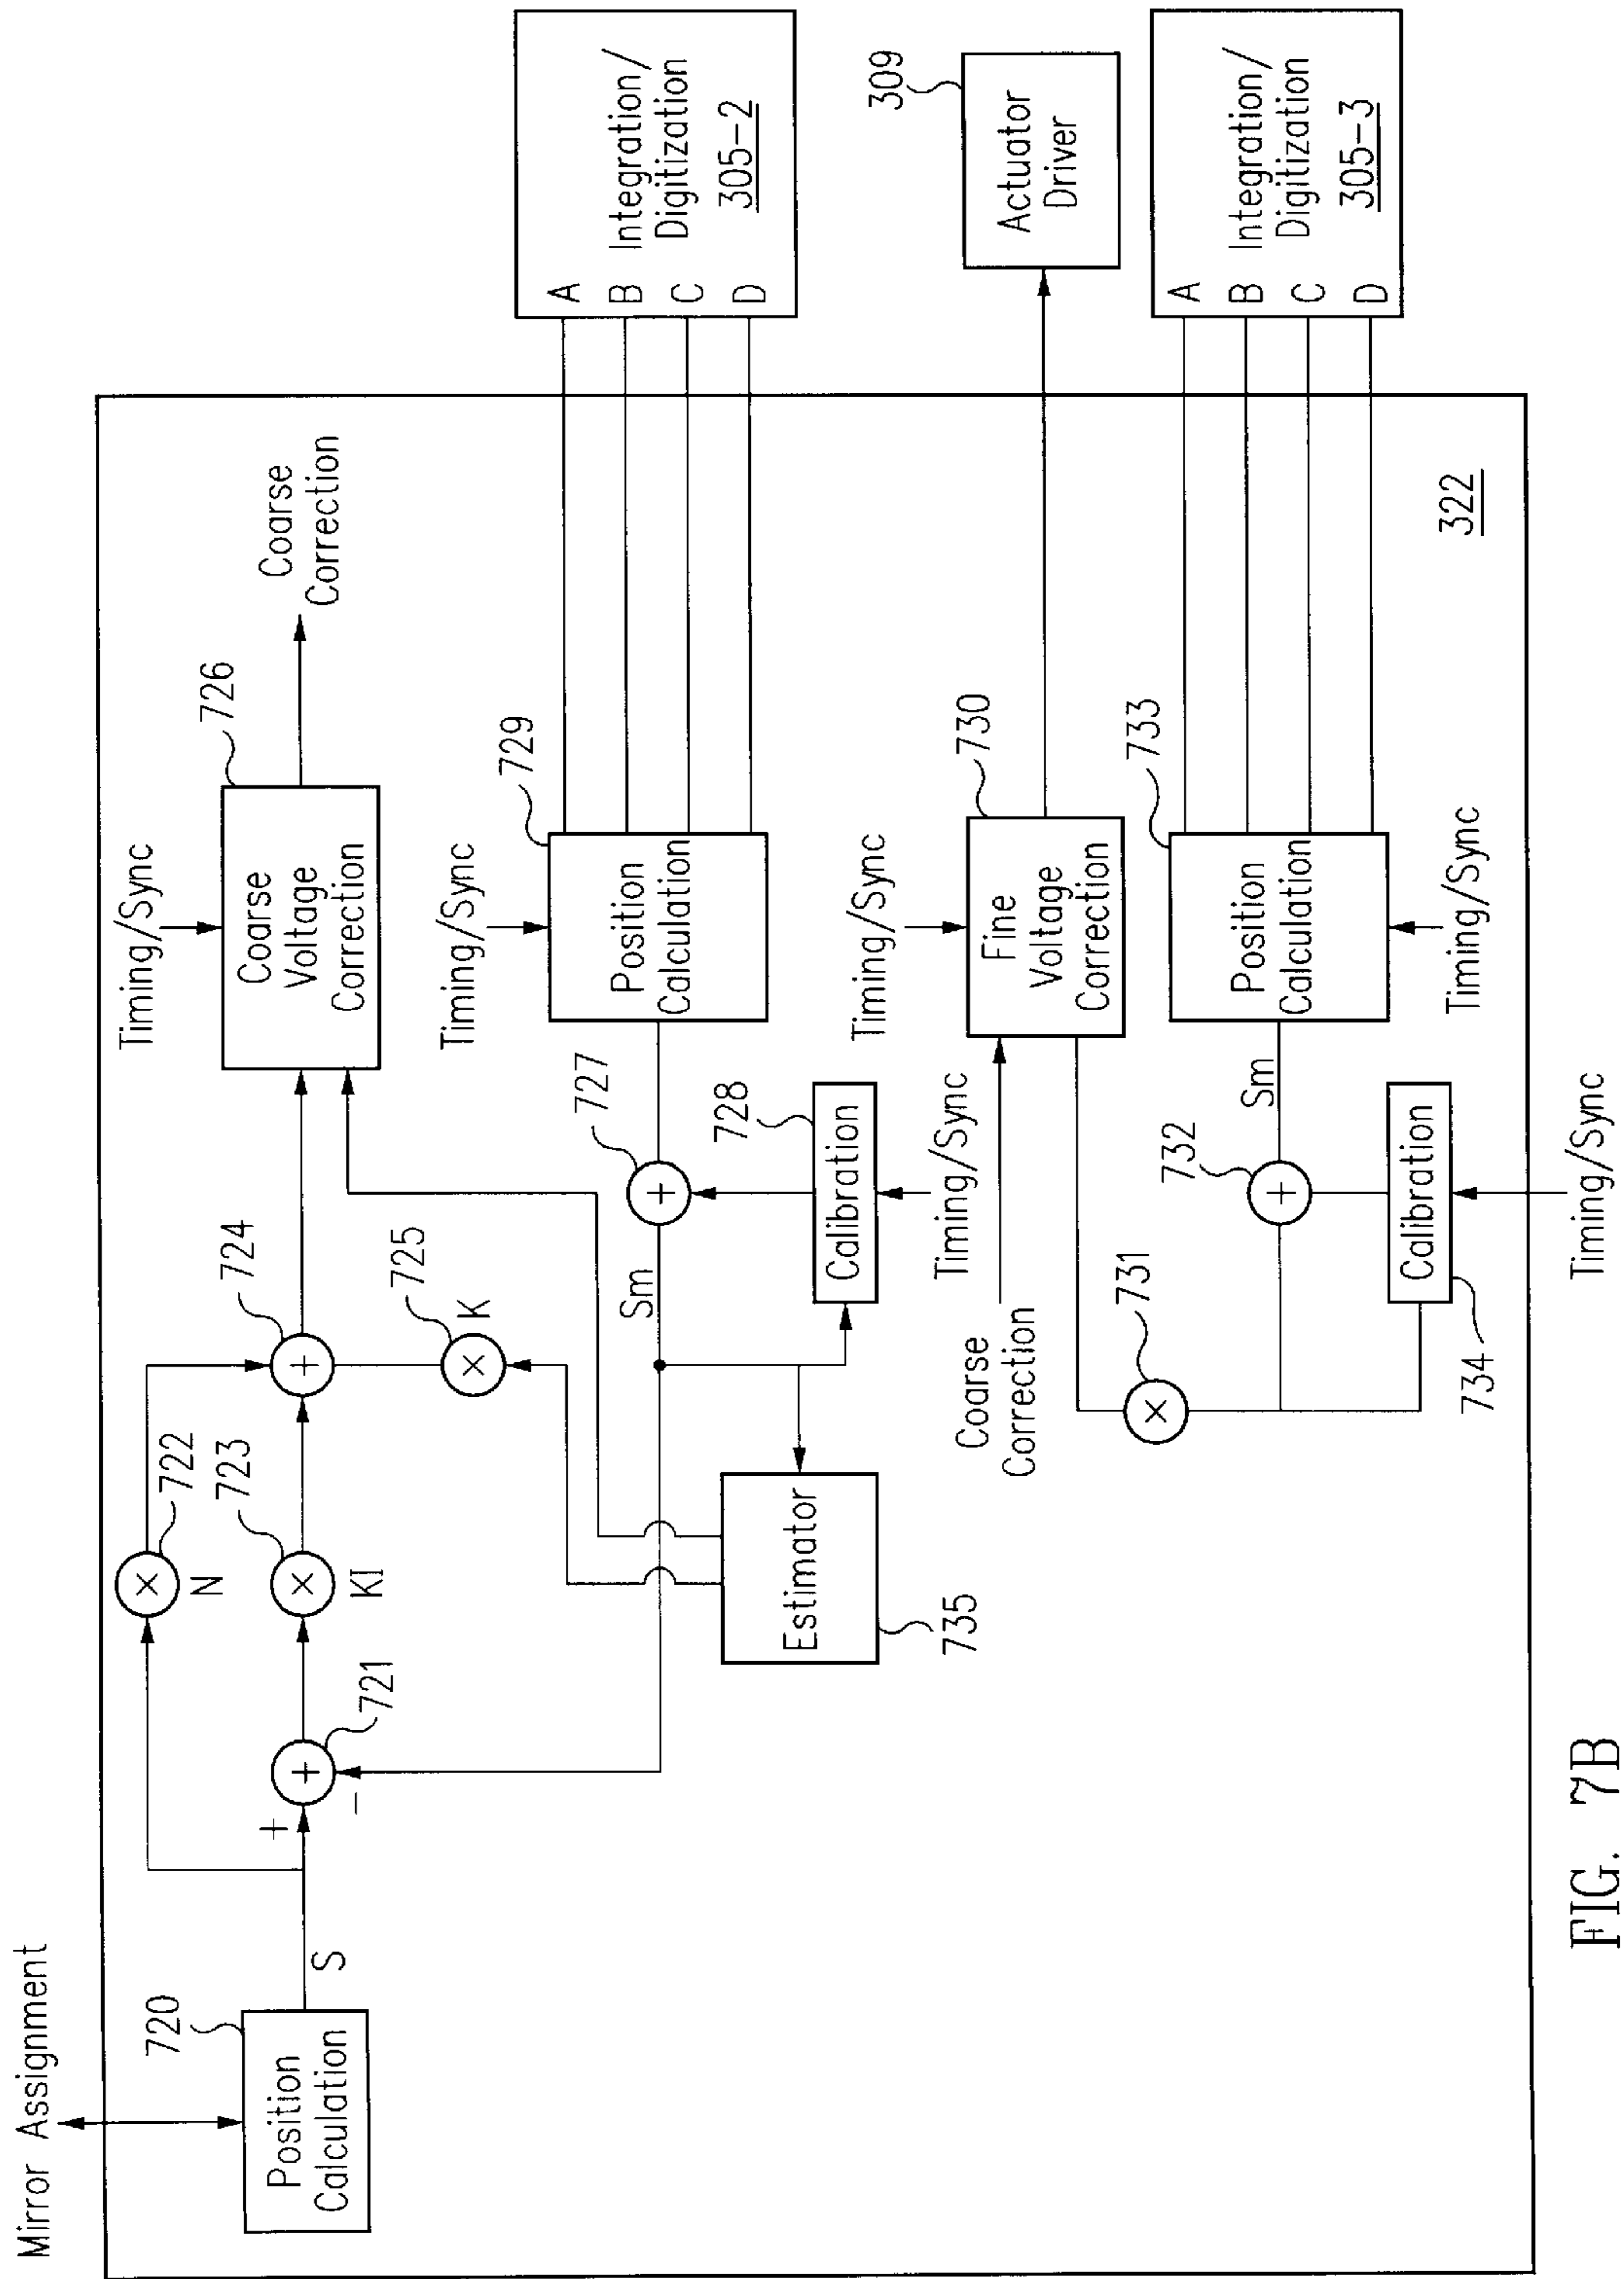 Mirror Assignment
720
Position
Calculation
S
+
-
+
721
×
722
N
×
723
KI
+
724
×
725
K
Timing/Sync
Coarse
Voltage
Correction
726
Coarse
Correction
Timing/Sync
Position
Calculation
729
+
727
Sm
Calibration
728
Timing/Sync
Estimator
735
A
B
C
D
Integration/
Digitization
305-2
Coarse
Correction
Timing/Sync
Fine
Voltage
Correction
730
Actuator
Driver
309
×
731
+
732
Sm
Calibration
734
Timing/Sync
Position
Calculation
733
Timing/Sync
A
B
C
D
Integration/
Digitization
305-3
322
FIG. 7B